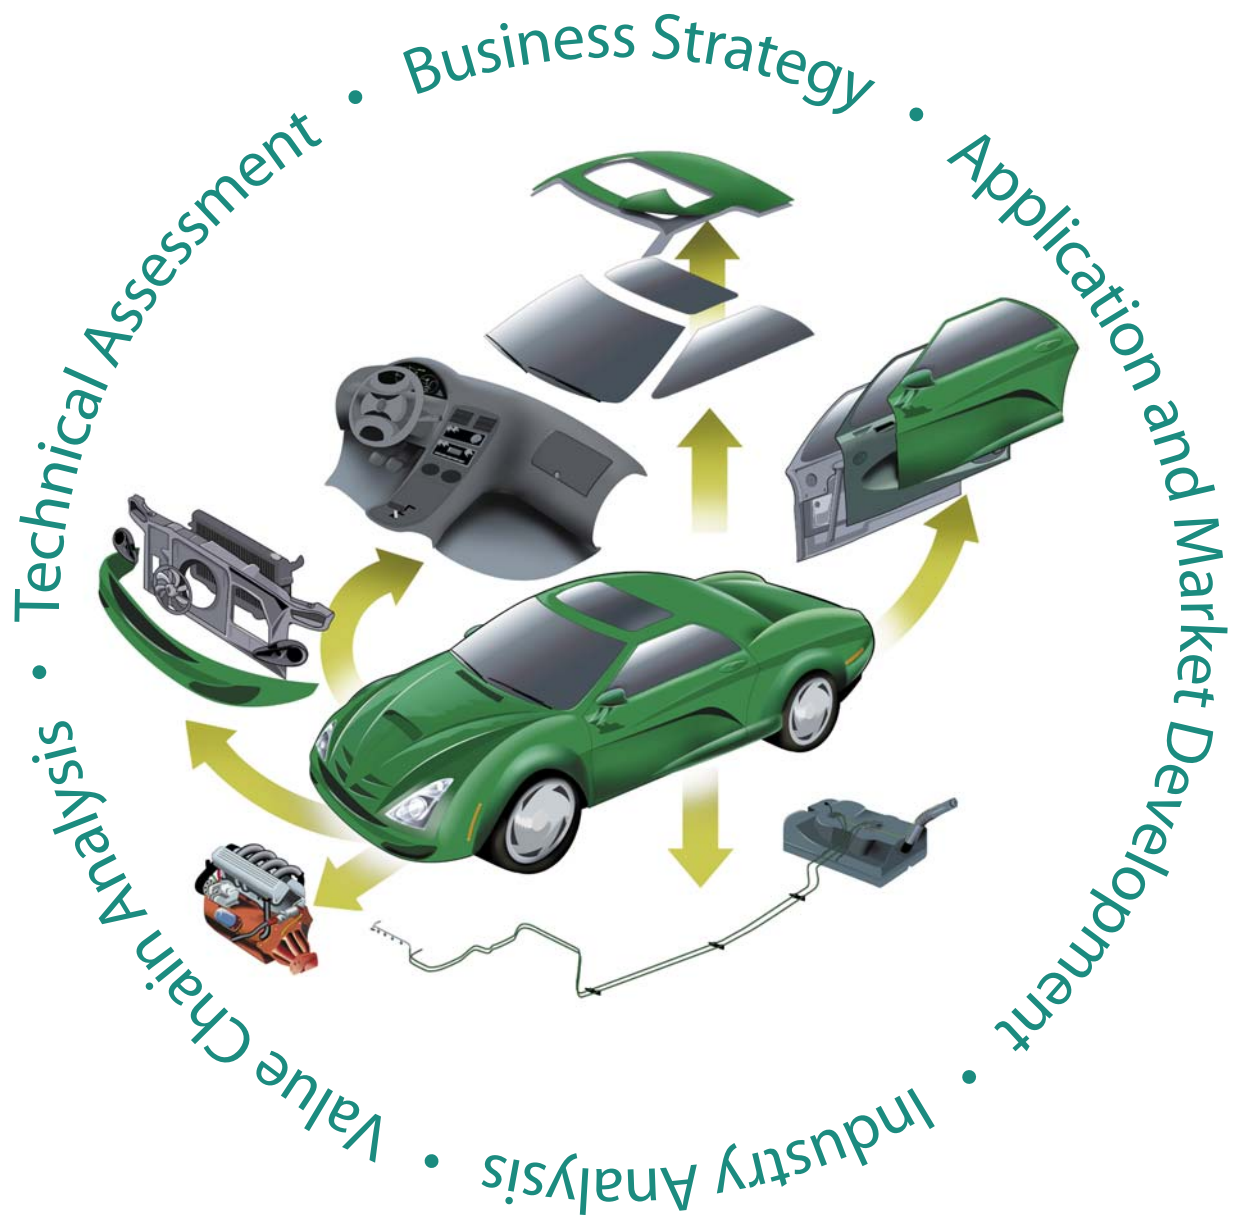 Business Strategy • Application and Market Development • Industry Analysis • Value Chain Analysis • Technical Assessment •